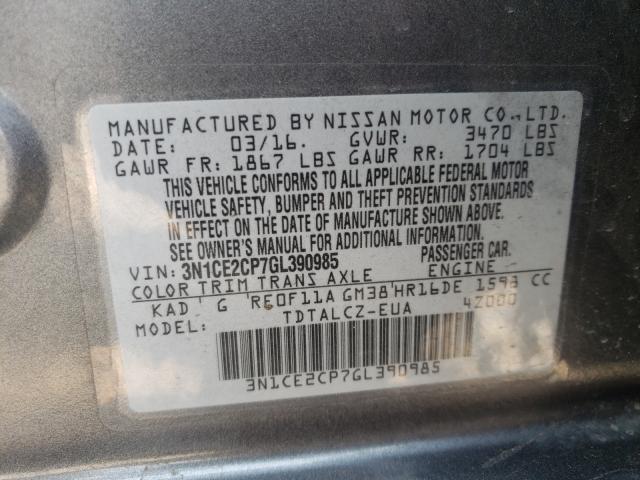 MANUFACTURED BY NISSAN MOTOR CO., LTD.
DATE: 03/16. GVWR: 3470 LBS
GAWR FR: 1867 LBS GAWR RR: 1704 LBS
THIS VEHICLE CONFORMS TO ALL APPLICABLE FEDERAL MOTOR
VEHICLE SAFETY, BUMPER AND THEFT PREVENTION STANDARDS
IN EFFECT ON THE DATE OF MANUFACTURE SHOWN ABOVE.
SEE OWNER'S MANUAL FOR ADDITIONAL INFORMATION.
VIN: 3N1CE2CP7GL390985 PASSENGER CAR.
COLOR TRIM TRANS AXLE ENGINE
KAD ' G 'RE0F11A GM38'HR16DE 1598 CC
MODEL: TDTALCZ-EUA 4Z000
3N1CE2CP7GL390985